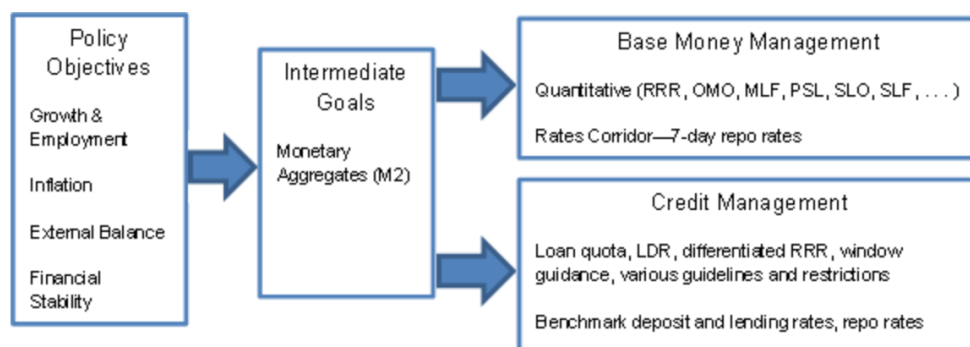 Policy
Objectives
Growth &
Employment
Inflation
External Balance
Financial
Stability
Intermediate
Goals
Monetary
Aggregates (M2)
Base Money Management
Quantitative (RRR, OMO, MLF, PSL, SLO, SLF, . . . )
Rates Corridor—7-day repo rates
Credit Management
Loan quota, LDR, differentiated RRR, window
guidance, various guidelines and restrictions
Benchmark deposit and lending rates, repo rates